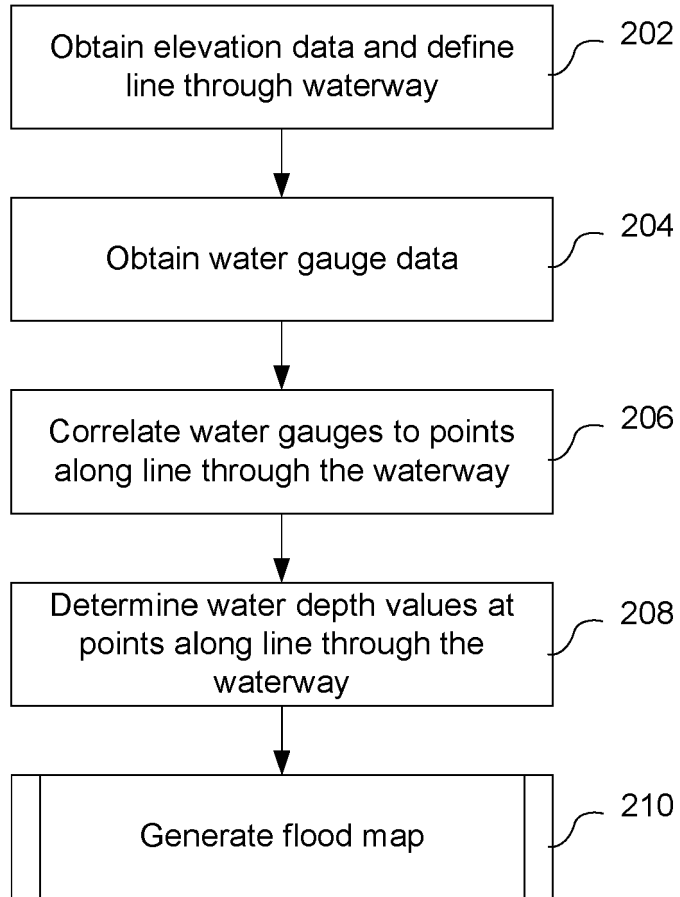 Obtain elevation data and define
line through waterway
202
Obtain water gauge data
204
Correlate water gauges to points
along line through the waterway
206
Determine water depth values at
points along line through the
waterway
208
Generate flood map
210